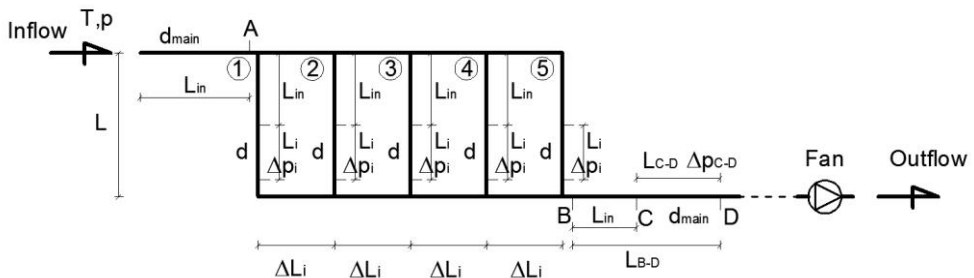 Inflow T,p dmain A Fan Outflow
Lin
L
① ② ③ ④ ⑤
Lin Lin Lin Lin
d Li Δpi d Li Δpi d Li Δpi d Li Δpi d Li Δpi
LC-D ΔpC-D
B Lin C dmain D
LB-D
ΔLi ΔLi ΔLi ΔLi